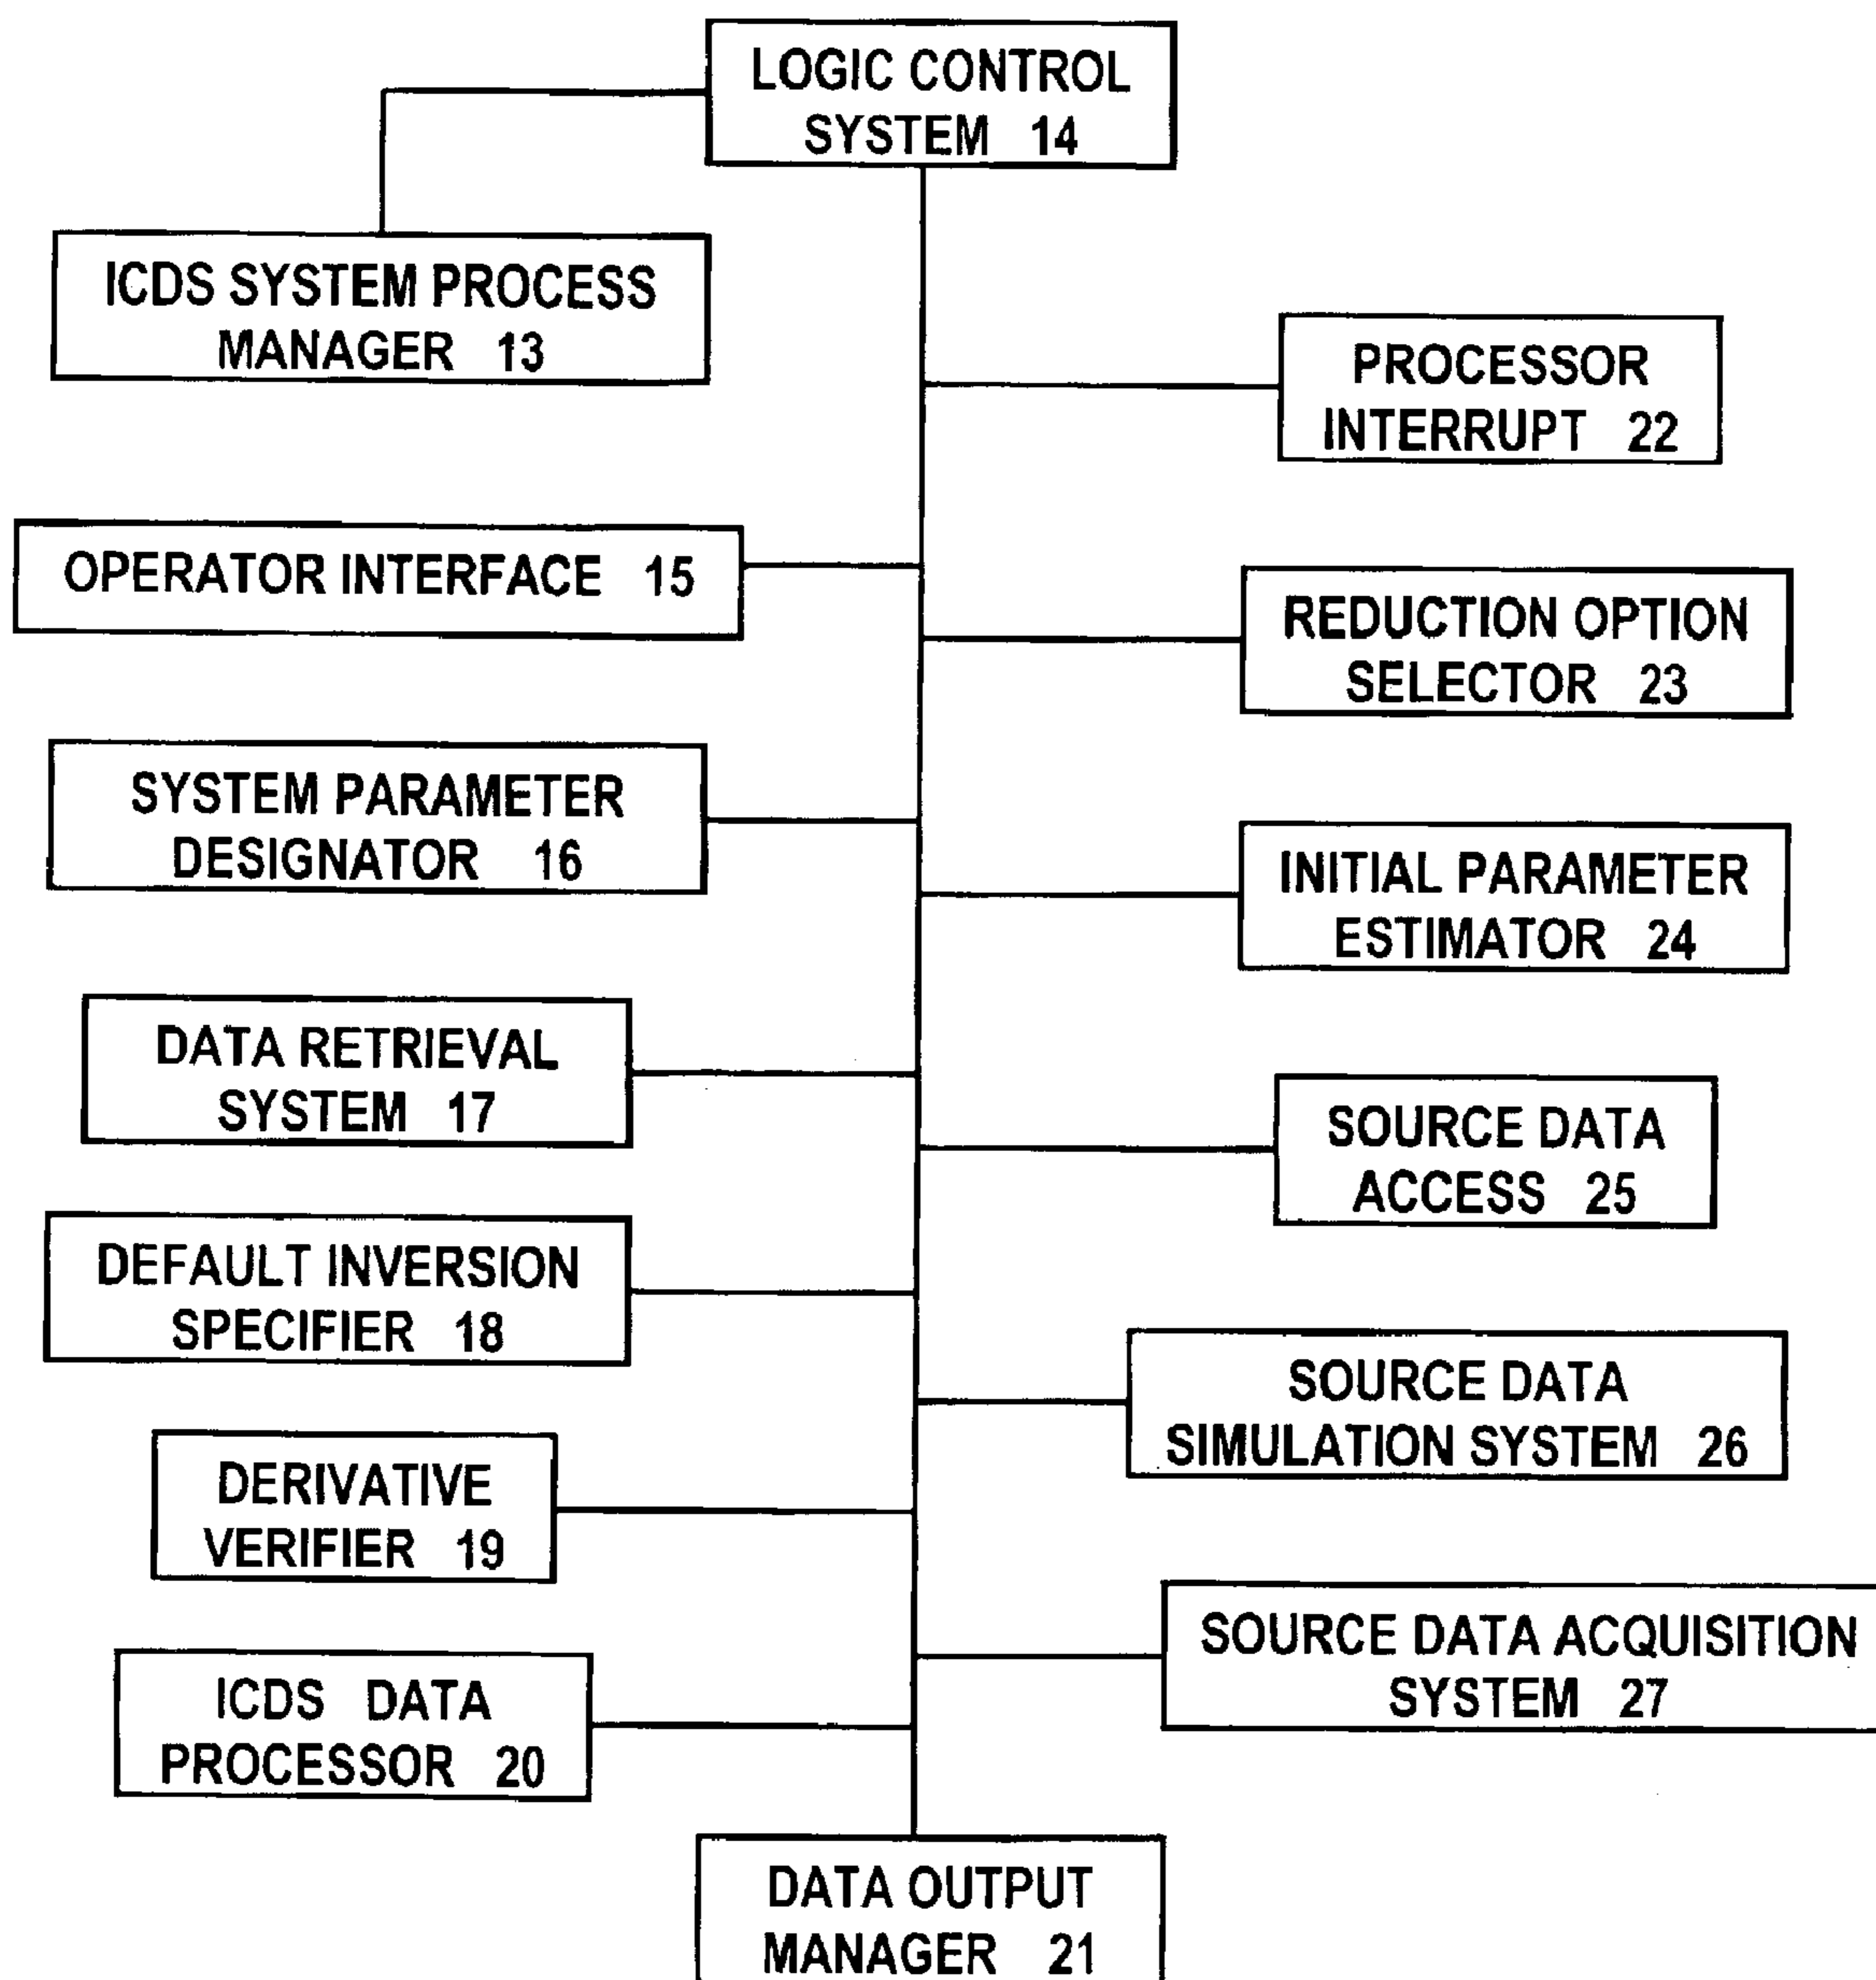 LOGIC CONTROL
SYSTEM 14
ICDS SYSTEM PROCESS
MANAGER 13
PROCESSOR
INTERRUPT 22
OPERATOR INTERFACE 15
REDUCTION OPTION
SELECTOR 23
SYSTEM PARAMETER
DESIGNATOR 16
INITIAL PARAMETER
ESTIMATOR 24
DATA RETRIEVAL
SYSTEM 17
SOURCE DATA
ACCESS 25
DEFAULT INVERSION
SPECIFIER 18
SOURCE DATA
SIMULATION SYSTEM 26
DERIVATIVE
VERIFIER 19
SOURCE DATA ACQUISITION
SYSTEM 27
ICDS DATA
PROCESSOR 20
DATA OUTPUT
MANAGER 21